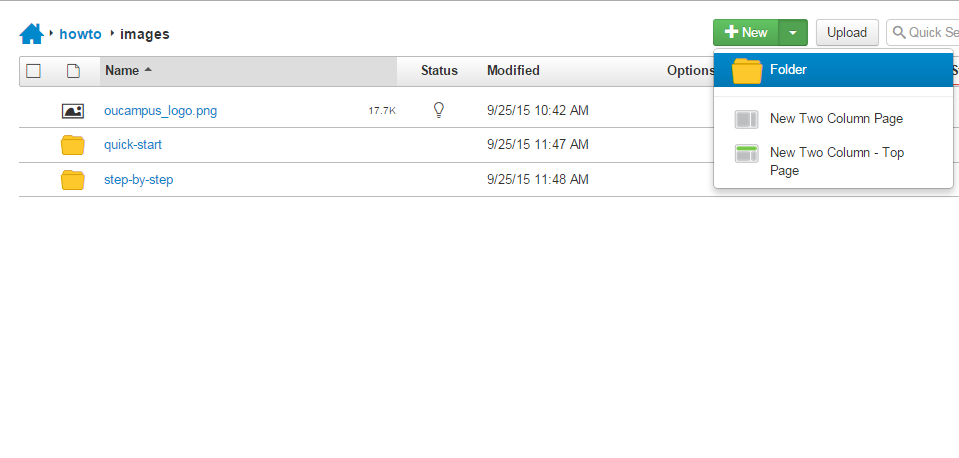 howto images New Upload Quick Se
Name Status Modified Options
Folder
oucampus_logo.png 17.7K 9/25/15 10:42 AM
New Two Column Page
quick-start 9/25/15 11:47 AM
New Two Column - Top
Page
step-by-step 9/25/15 11:48 AM